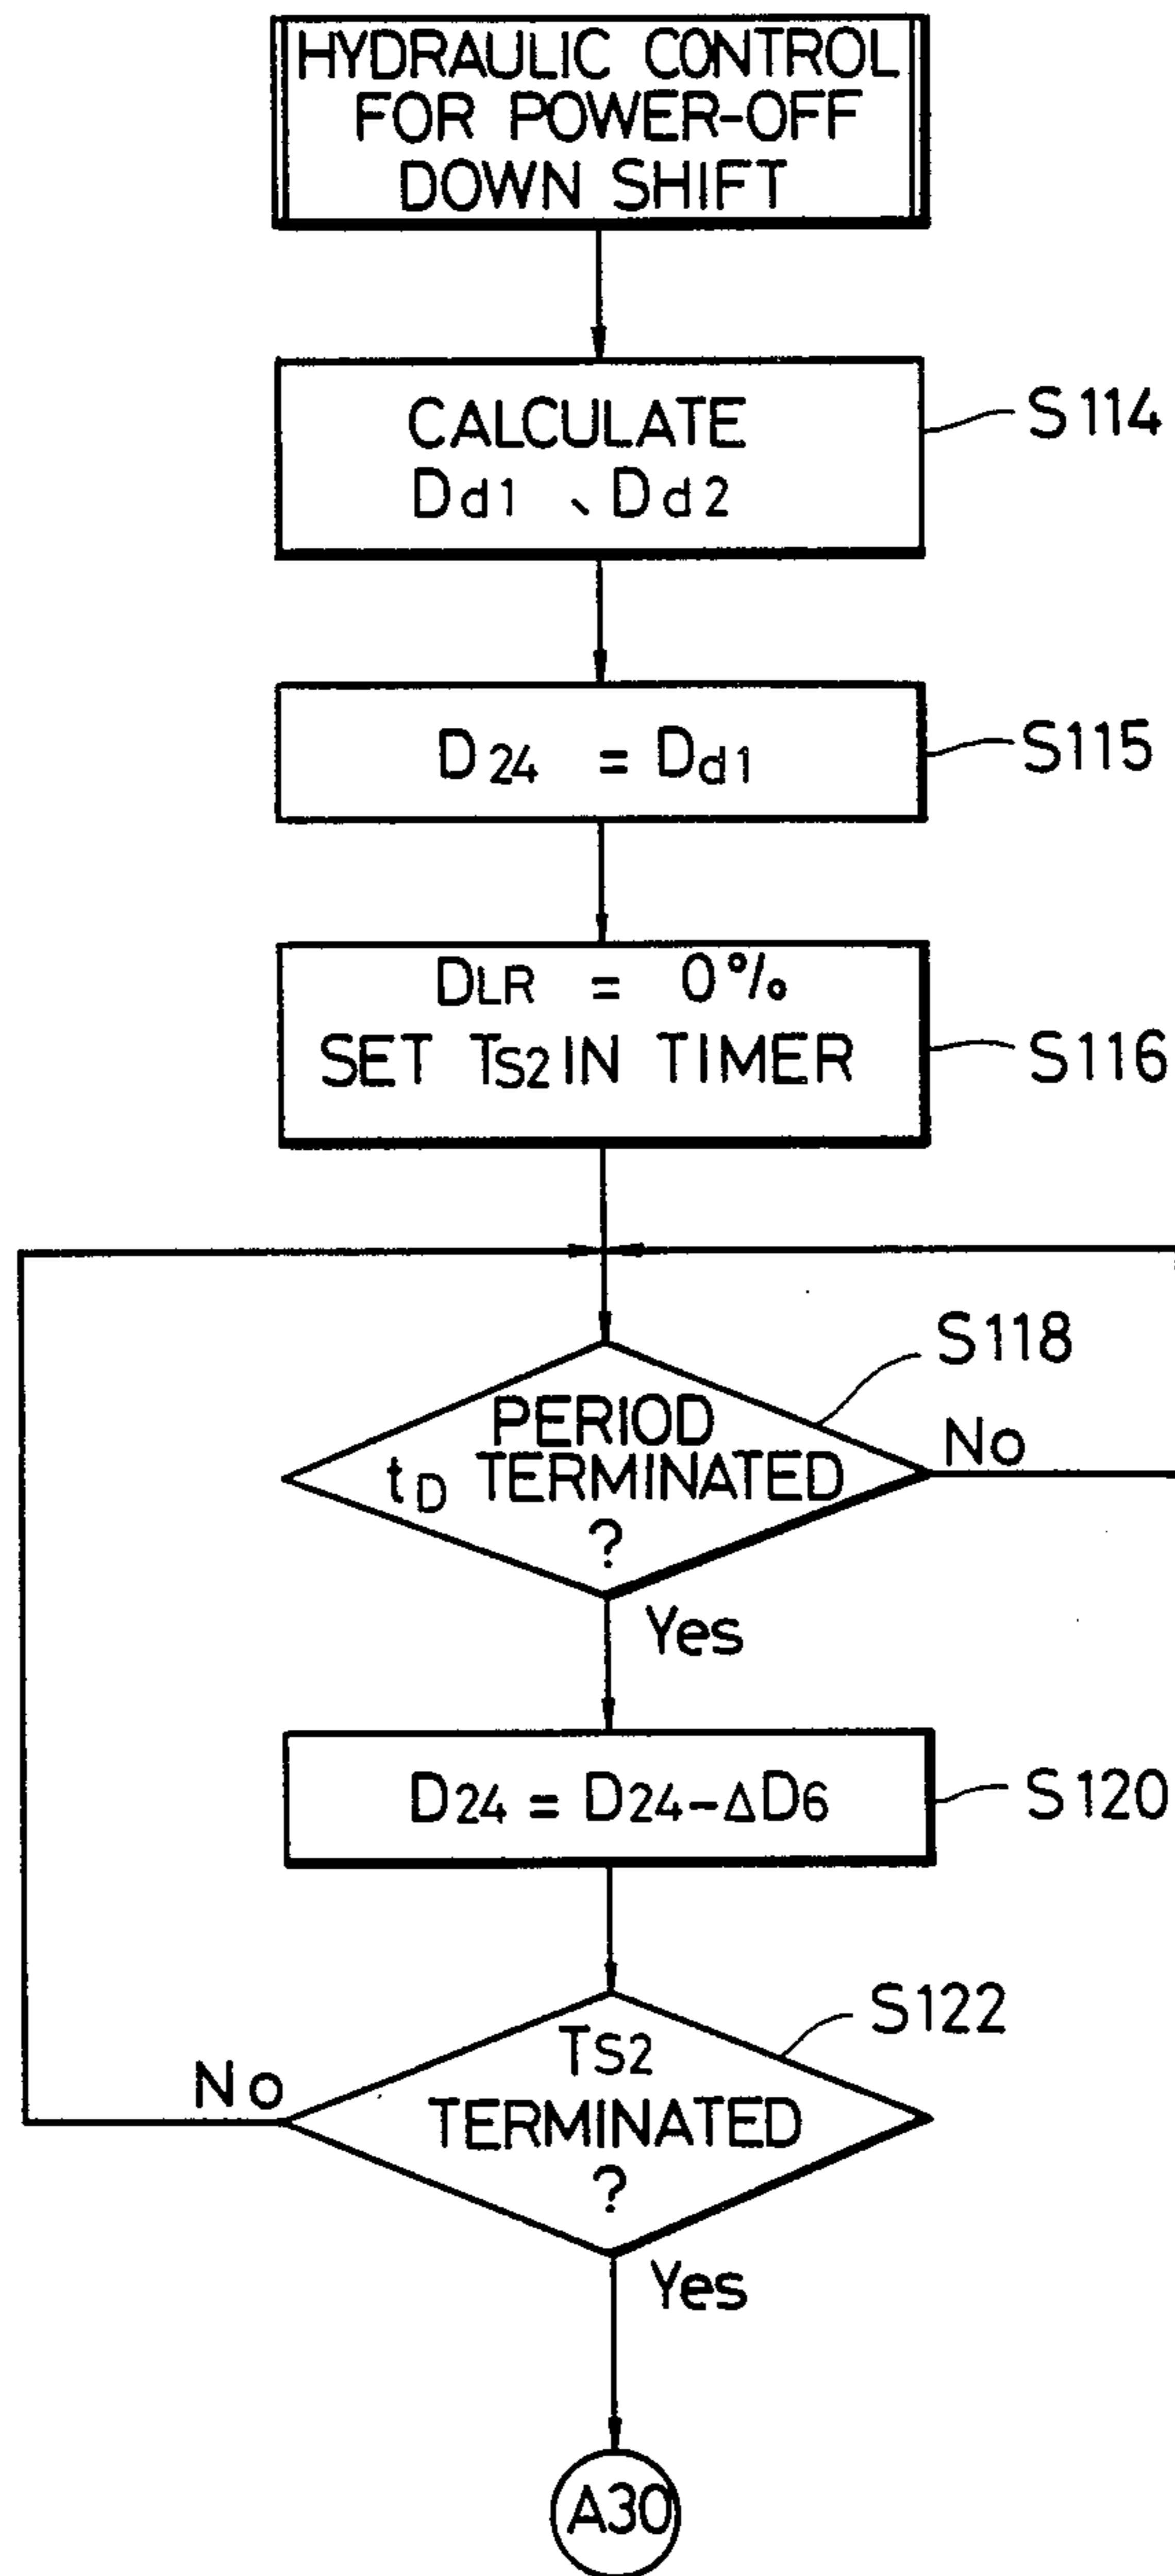 HYDRAULIC CONTROL
FOR POWER-OFF
DOWN SHIFT
CALCULATE
Dd1、Dd2
S114
D24 = Dd1
S115
DLR = 0%
SET TS2 IN TIMER
S116
S118
PERIOD
tD TERMINATED
?
No
Yes
D24 = D24-ΔD6
S120
S122
TS2
TERMINATED
?
No
Yes
A30